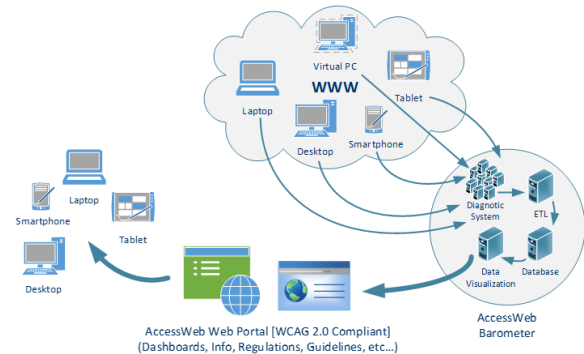 Virtual PC
WWW
Laptop
Tablet
Desktop
Smartphone
Diagnostic
System
ETL
Data
Visualization
Database
AccessWeb
Barometer
Laptop
Smartphone
Tablet
Desktop
AccessWeb Web Portal [WCAG 2.0 Compliant]
(Dashboards, Info, Regulations, Guidelines, etc...)